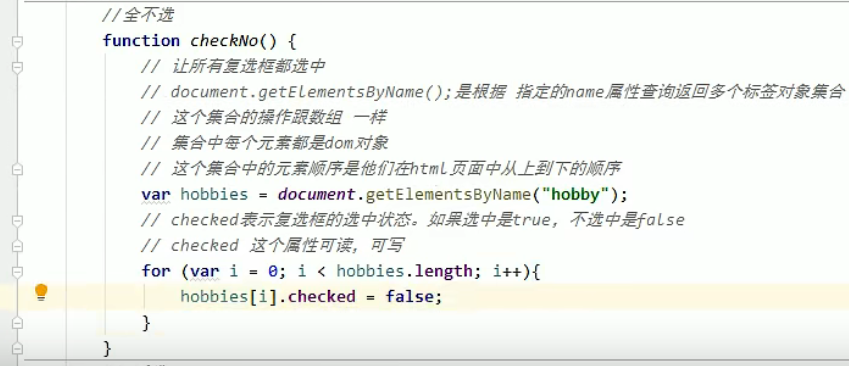 //全不选
function checkNo() {
// 让所有复选框都选中
// document.getElementsByName();是根据 指定的name属性查询返回多个标签对象集合
// 这个集合的操作跟数组 一样
// 集合中每个元素都是dom对象
// 这个集合中的元素顺序是他们在html页面中从上到下的顺序
var hobbies = document.getElementsByName("hobby");
// checked表示复选框的选中状态。如果选中是true，不选中是false
// checked 这个属性可读，可写
for (var i = 0; i < hobbies.length; i++){
hobbies[i].checked = false;
}
}